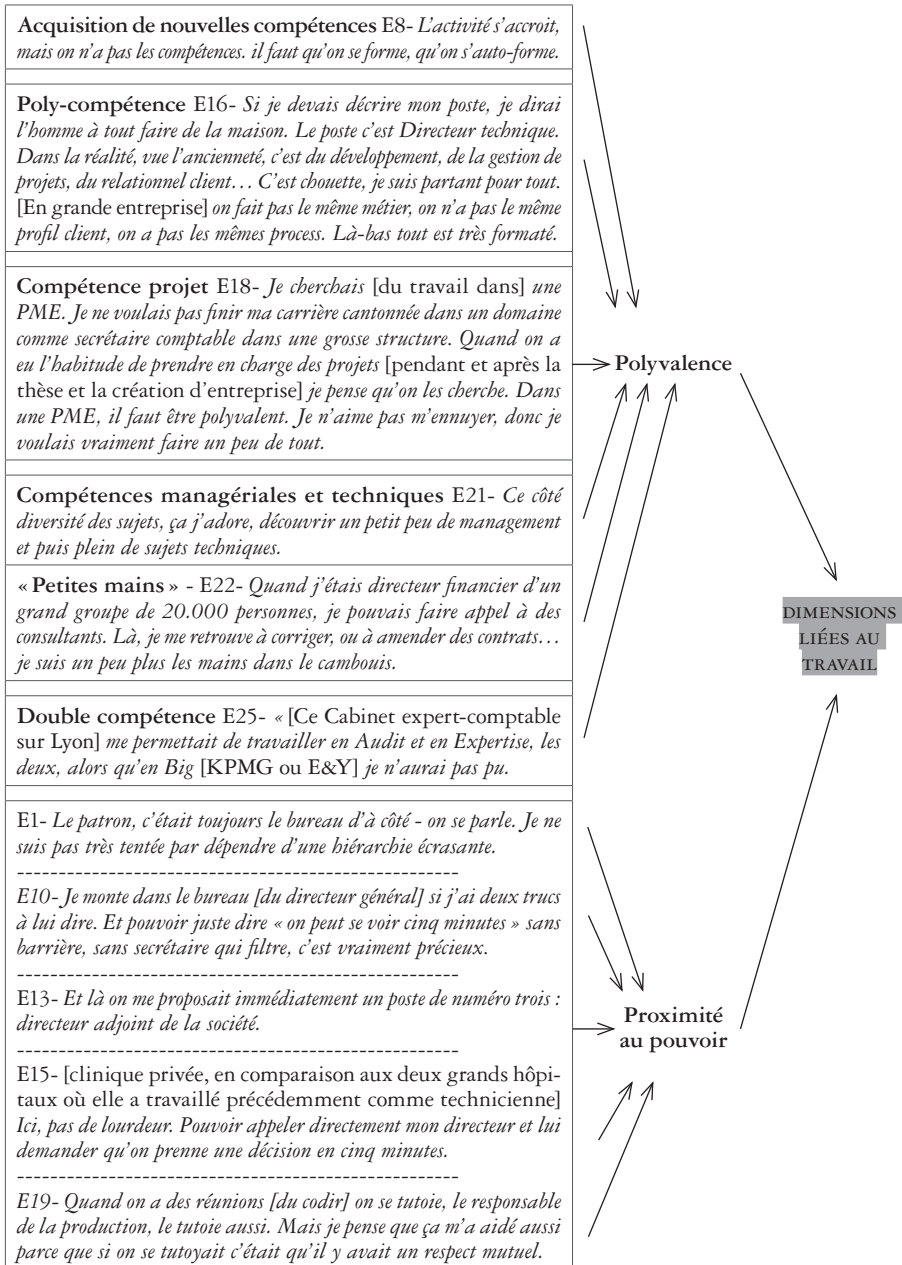 Acquisition de nouvelles compétences E8- L'activité s'accroit,
mais on n'a pas les compétences. il faut qu'on se forme, qu'on s'auto-forme.
Poly-compétence E16- Si je devais décrire mon poste, je dirai
l'homme à tout faire de la maison. Le poste c'est Directeur technique.
Dans la réalité, vue l'ancienneté, c'est du développement, de la gestion de
projets, du relationnel client… C'est chouette, je suis partant pour tout.
[En grande entreprise] on fait pas le même métier, on n'a pas le même
profil client, on a pas les mêmes process. Là-bas tout est très formaté.
Compétence projet E18- Je cherchais [du travail dans] une
PME. Je ne voulais pas finir ma carrière cantonnée dans un domaine
comme secrétaire comptable dans une grosse structure. Quand on a
eu l'habitude de prendre en charge des projets [pendant et après la
thèse et la création d'entreprise] je pense qu'on les cherche. Dans
une PME, il faut être polyvalent. Je n'aime pas m'ennuyer, donc je
voulais vraiment faire un peu de tout.
Compétences managériales et techniques E21- Ce côté
diversité des sujets, ça j'adore, découvrir un petit peu de management
et puis plein de sujets techniques.
« Petites mains » - E22- Quand j'étais directeur financier d'un
grand groupe de 20.000 personnes, je pouvais faire appel à des
consultants. Là, je me retrouve à corriger, ou à amender des contrats…
je suis un peu plus les mains dans le cambouis.
Double compétence E25- « [Ce Cabinet expert-comptable
sur Lyon] me permettait de travailler en Audit et en Expertise, les
deux, alors qu'en Big [KPMG ou E&Y] je n'aurai pas pu.
E1- Le patron, c'était toujours le bureau d'à côté - on se parle. Je ne
suis pas très tentée par dépendre d'une hiérarchie écrasante.
E10- Je monte dans le bureau [du directeur général] si j'ai deux trucs
à lui dire. Et pouvoir juste dire « on peut se voir cinq minutes » sans
barrière, sans secrétaire qui filtre, c'est vraiment précieux.
E13- Et là on me proposait immédiatement un poste de numéro trois :
directeur adjoint de la société.
E15- [clinique privée, en comparaison aux deux grands hôpi-
taux où elle a travaillé précédemment comme technicienne]
Ici, pas de lourdeur. Pouvoir appeler directement mon directeur et lui
demander qu'on prenne une décision en cinq minutes.
E19- Quand on a des réunions [du codir] on se tutoie, le responsable
de la production, le tutoie aussi. Mais je pense que ça m'a aidé aussi
parce que si on se tutoyait c'était qu'il y avait un respect mutuel.
Polyvalence
Proximité
au pouvoir
DIMENSIONS
LIÉES AU
TRAVAIL